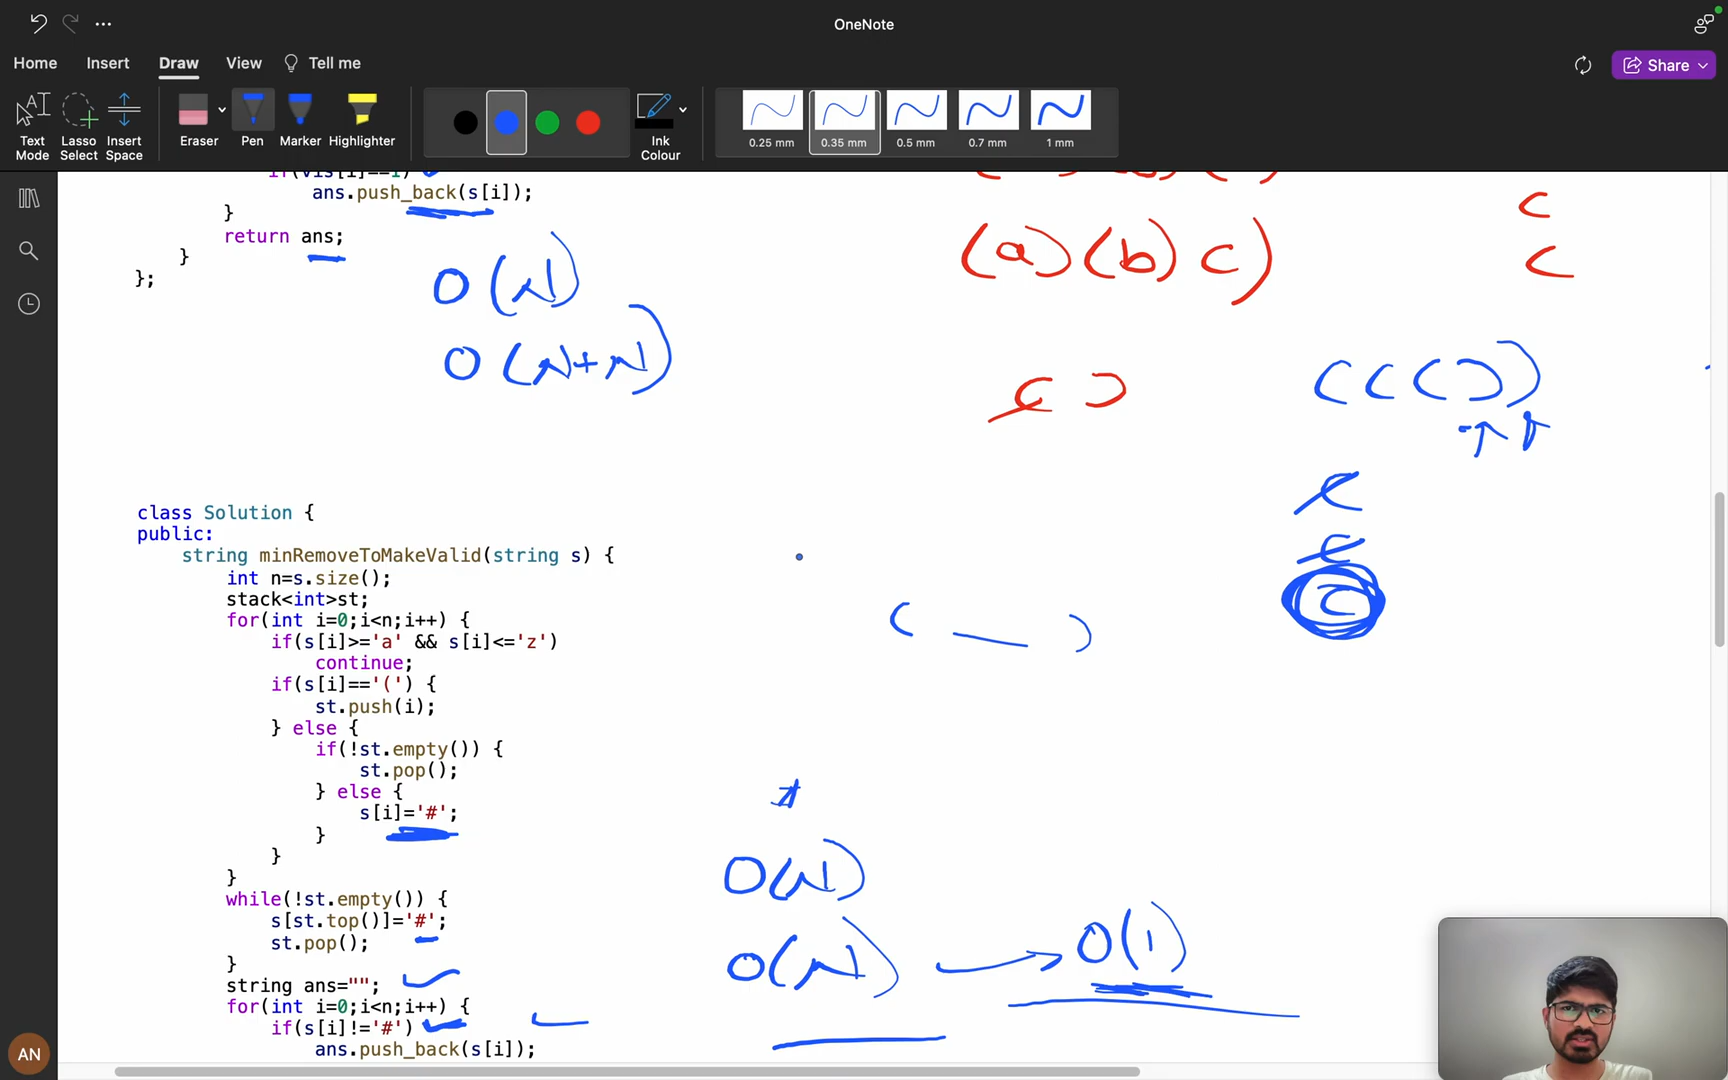 OneNote
Home Insert Draw View Tell me
Share
Text Mode
Lasso Select
Insert Space
Eraser
Pen
Marker
Highlighter
Ink Colour
0.25 mm
0.35 mm
0.5 mm
0.7 mm
1 mm
if(vis[i]==1)
ans.push_back(s[i]);
}
return ans;
}
};
O(N)
O(N+N)
(a)(b)c)
(
(
( )
((())
(
(
(
class Solution {
public:
string minRemoveToMakeValid(string s) {
int n=s.size();
stack<int>st;
for(int i=0;i<n;i++) {
if(s[i]>='a' && s[i]<='z')
continue;
if(s[i]=='(') {
st.push(i);
} else {
if(!st.empty()) {
st.pop();
} else {
s[i]='#';
}
}
}
while(!st.empty()) {
s[st.top()]='#';
st.pop();
}
string ans="";
for(int i=0;i<n;i++) {
if(s[i]!='#')
ans.push_back(s[i]);
( — )
#
O(N)
O(N) → O(1)
AN